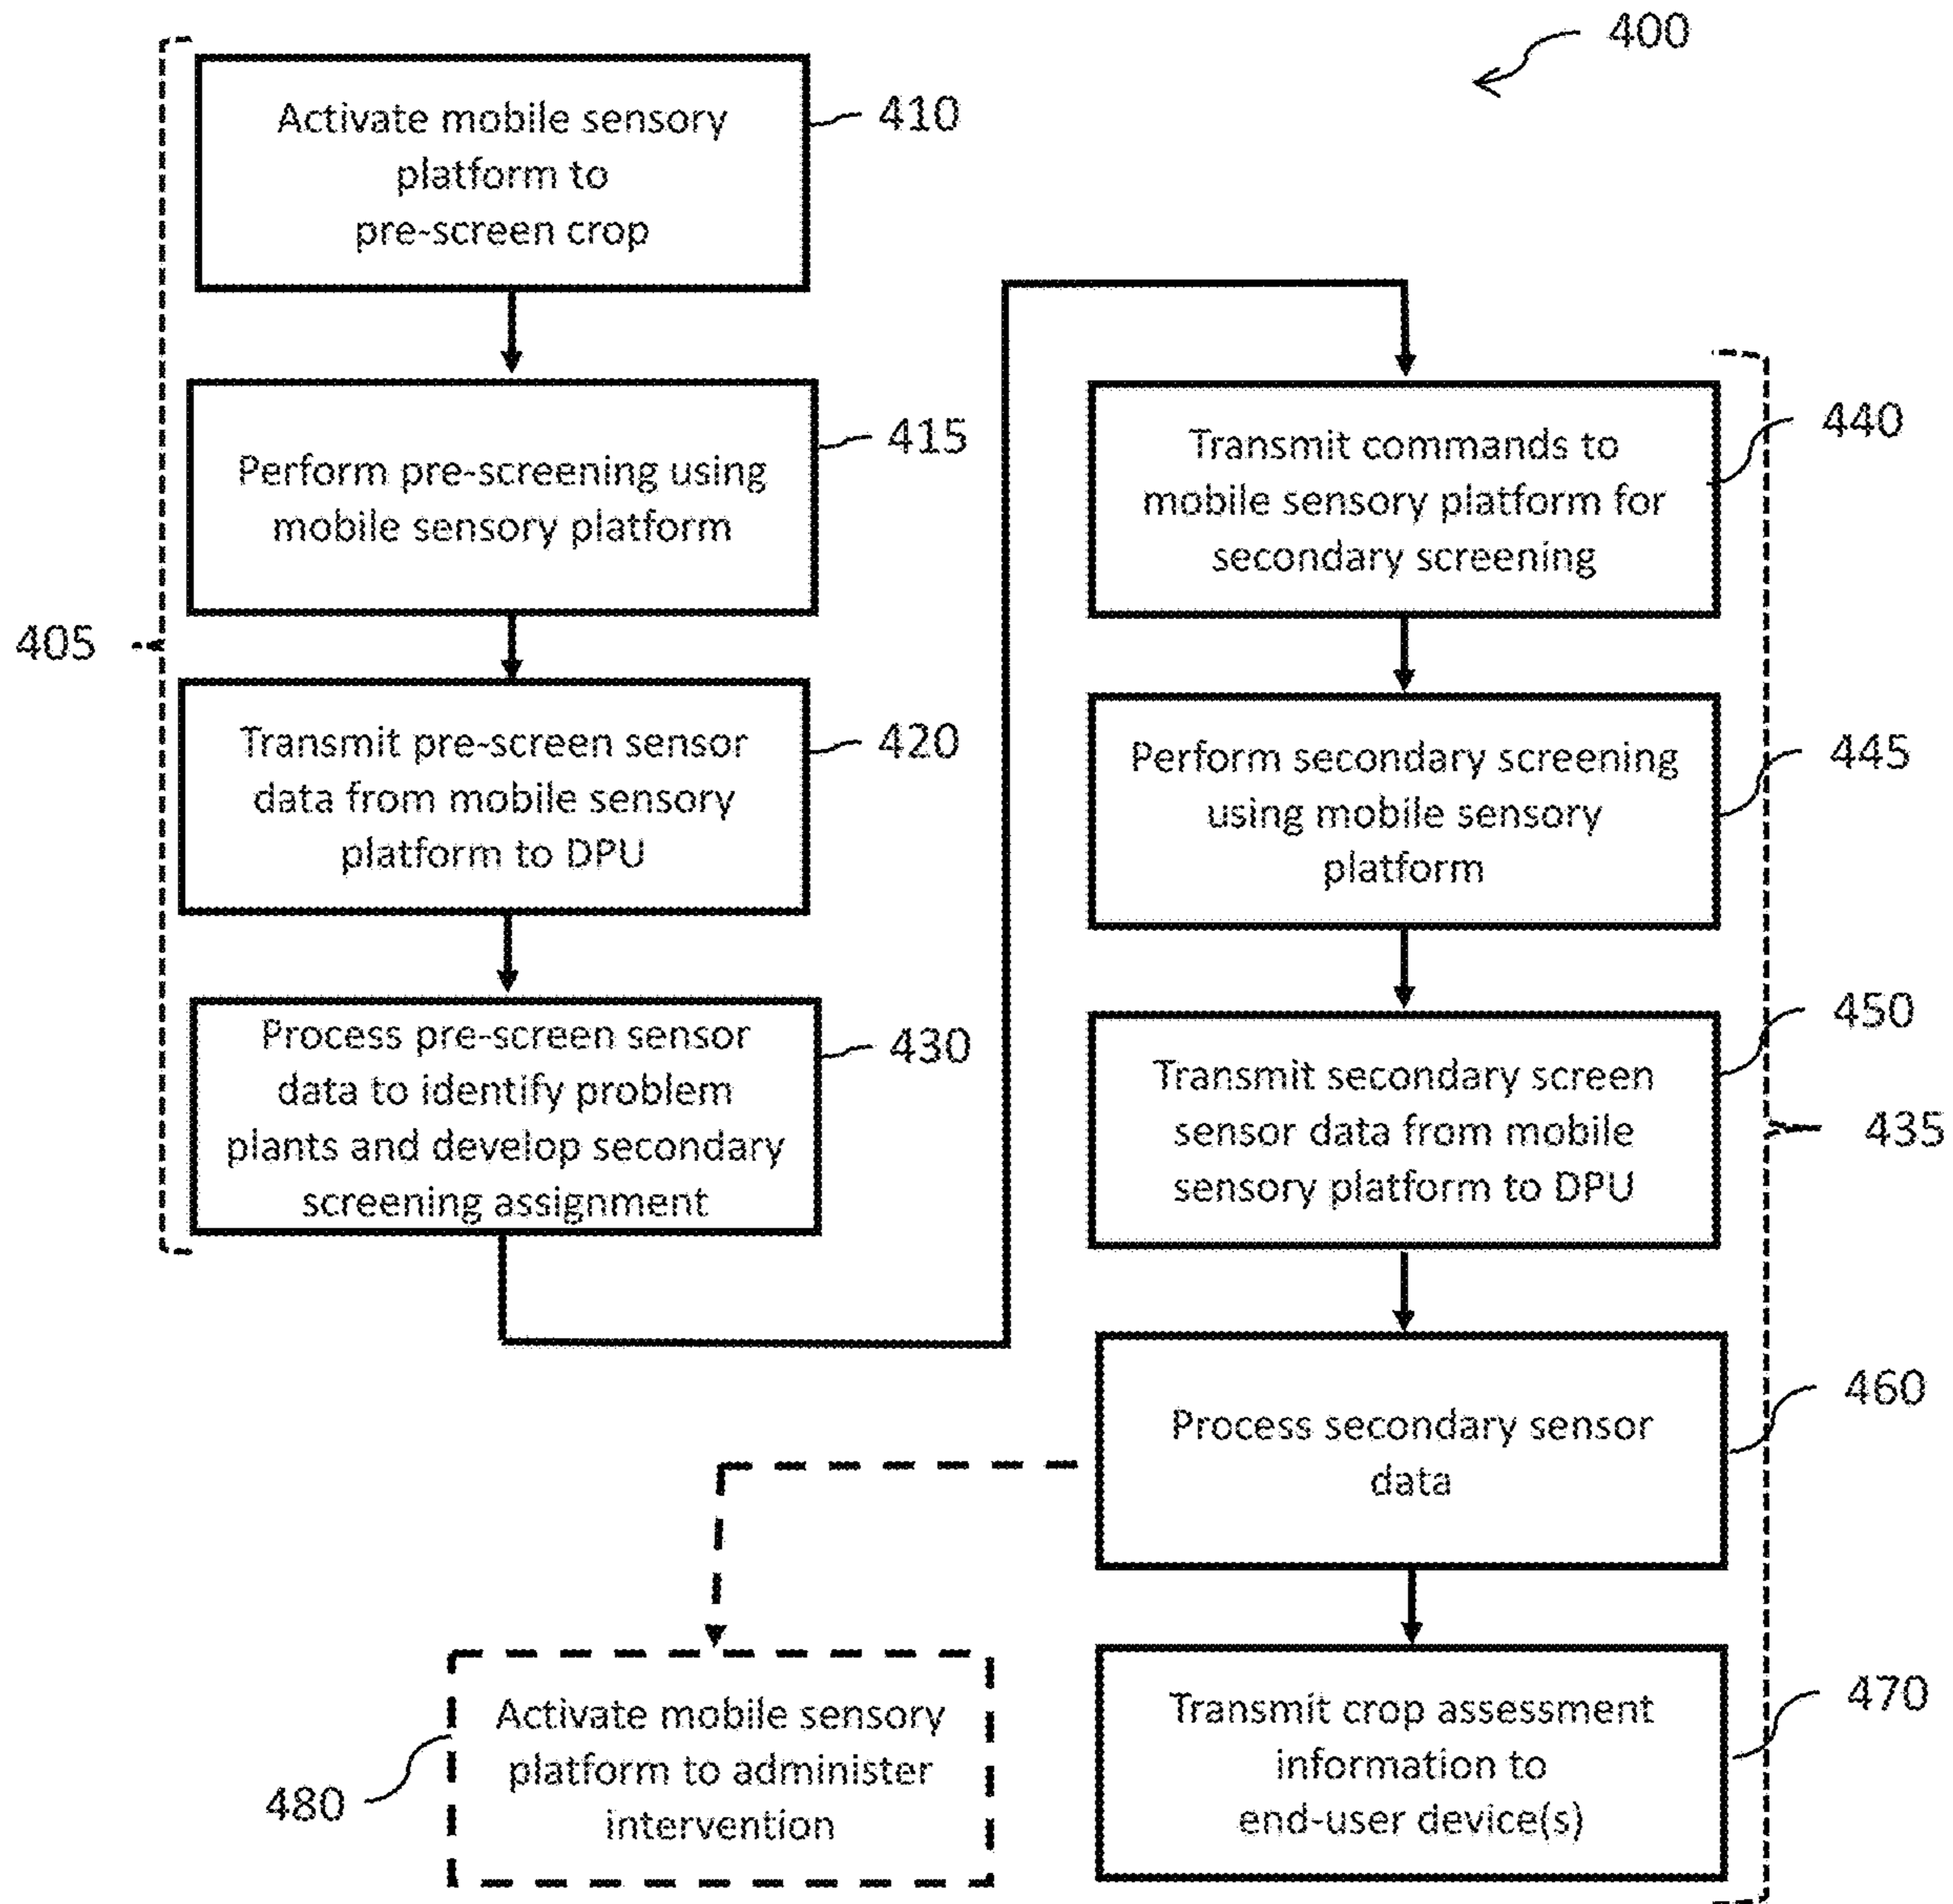 400
Activate mobile sensory
platform to
pre-screen crop
410
Perform pre-screening using
mobile sensory platform
415
405
Transmit pre-screen sensor
data from mobile sensory
platform to DPU
420
Process pre-screen sensor
data to identify problem
plants and develop secondary
screening assignment
430
Transmit commands to
mobile sensory platform for
secondary screening
440
Perform secondary screening
using mobile sensory
platform
445
Transmit secondary screen
sensor data from mobile
sensory platform to DPU
450
435
Process secondary sensor
data
460
Transmit crop assessment
information to
end-user device(s)
470
Activate mobile sensory
platform to administer
intervention
480